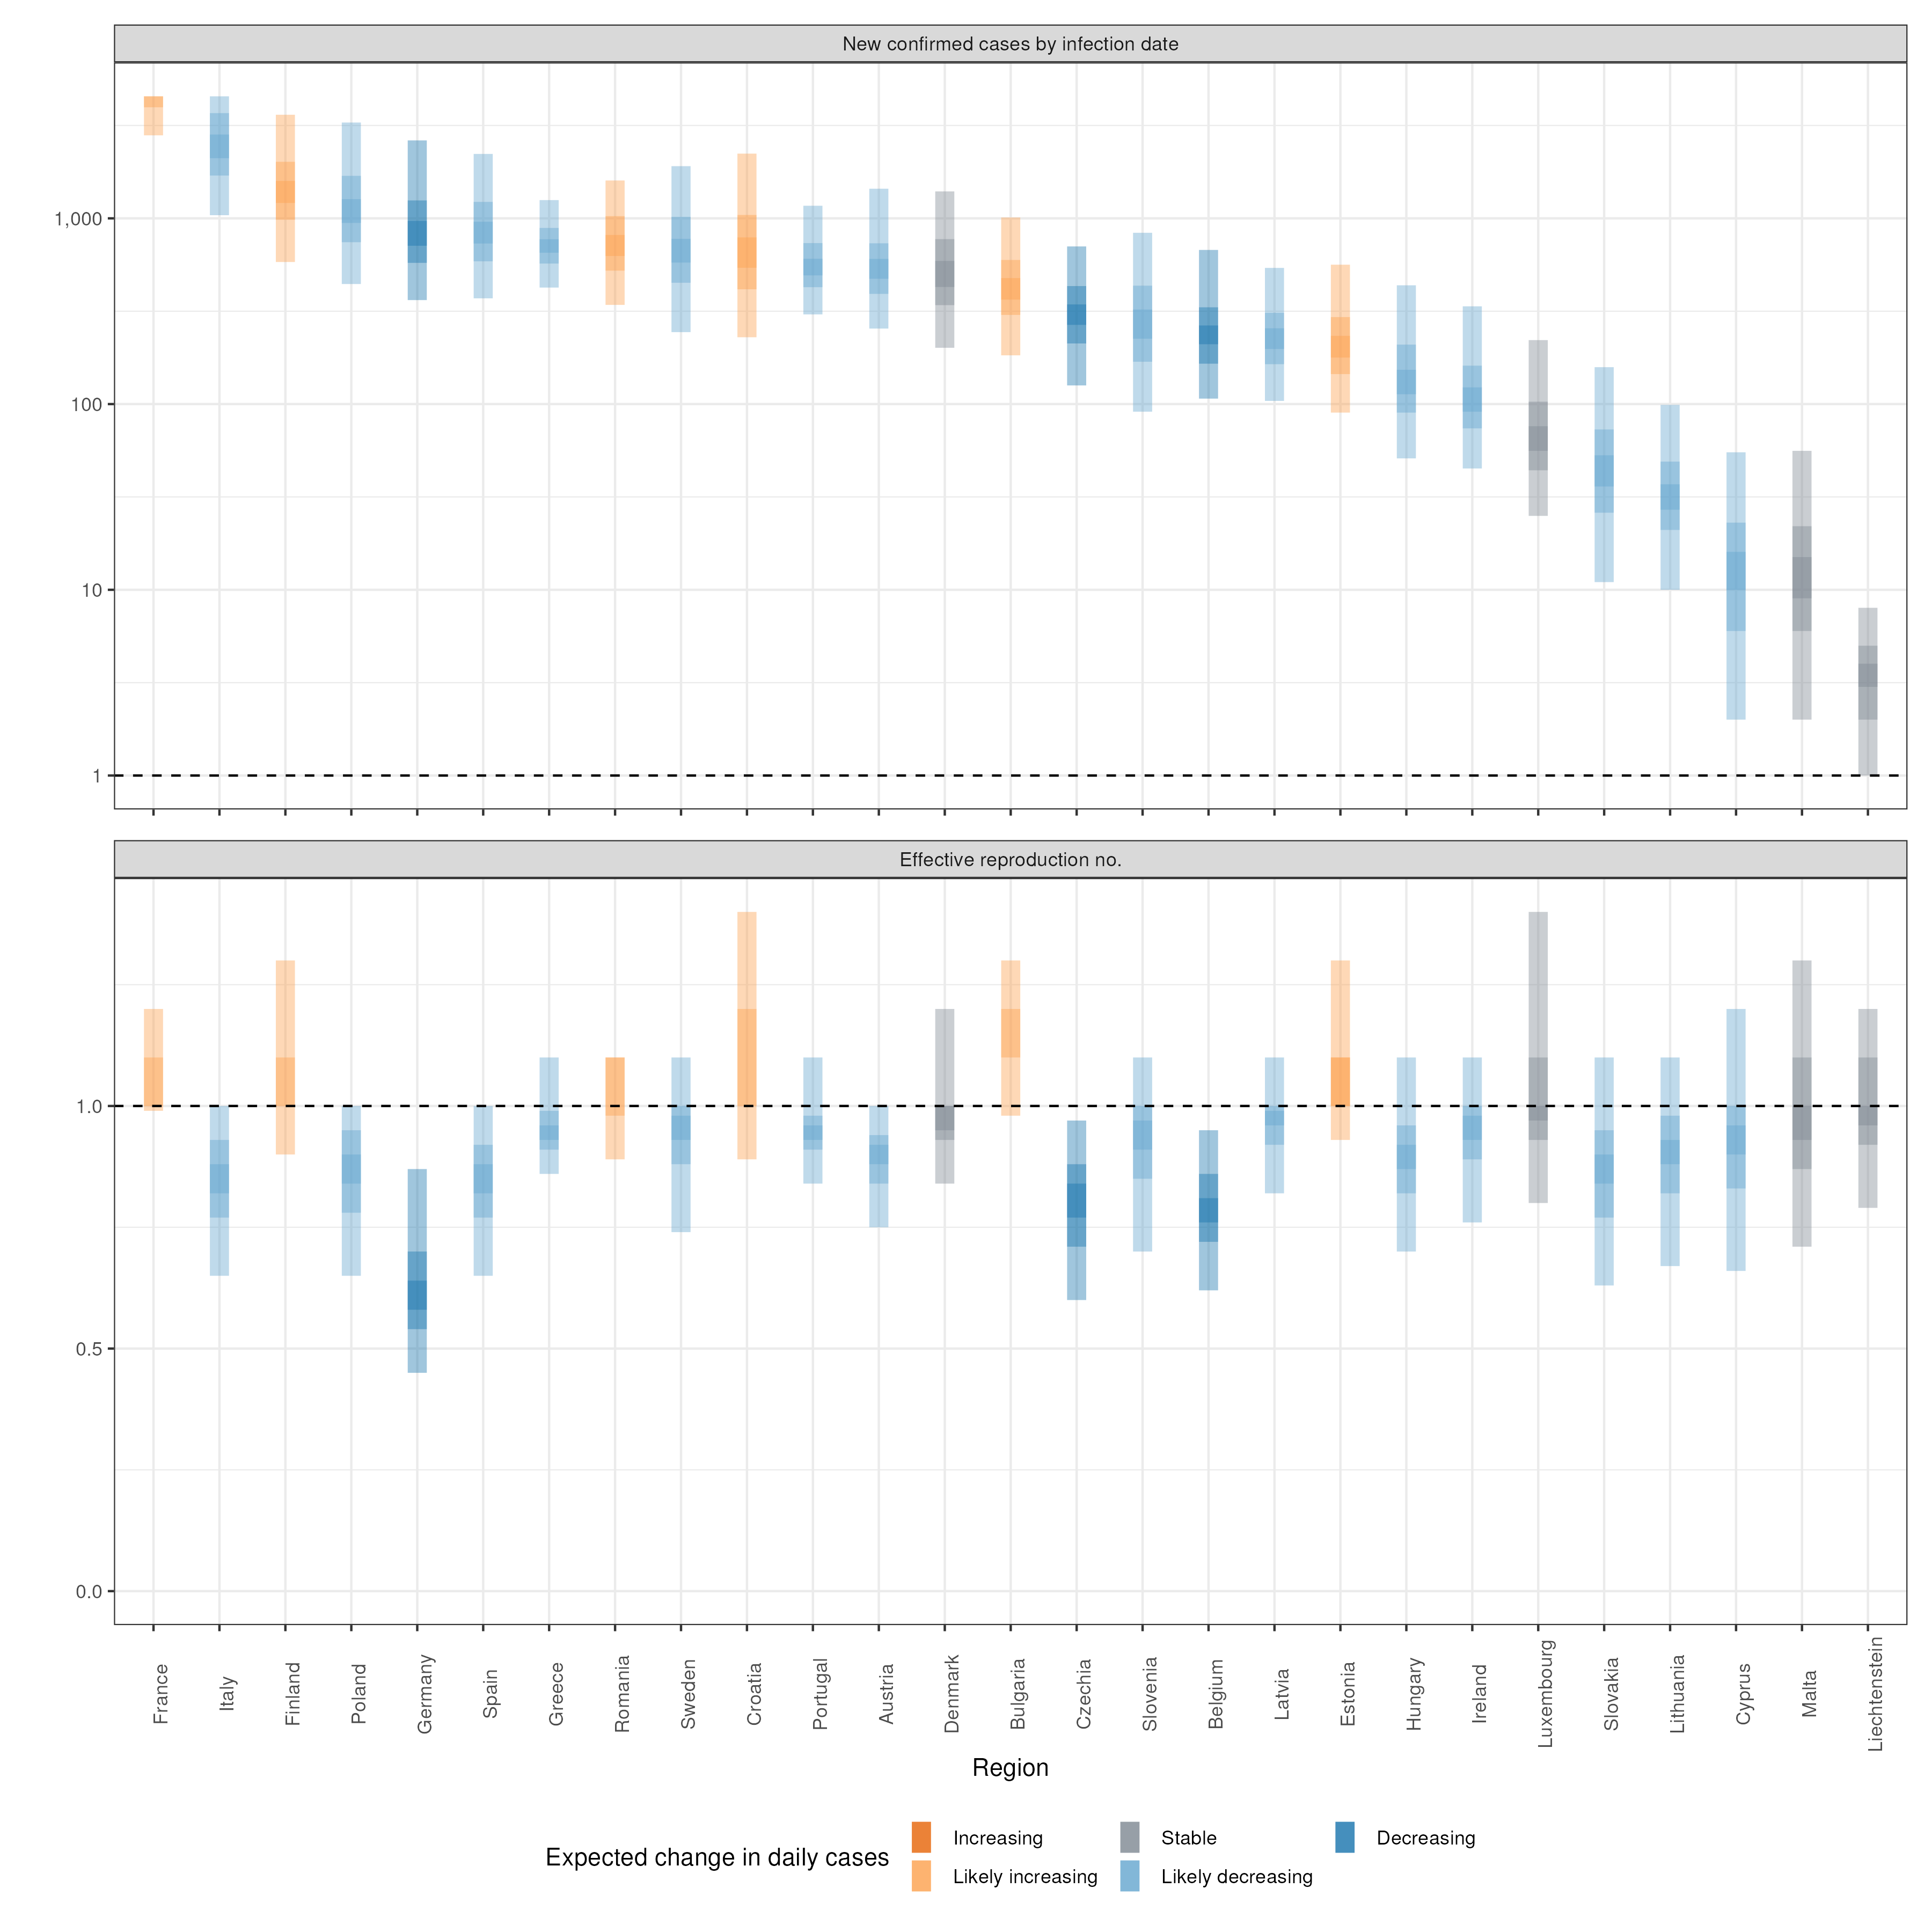 New confirmed cases by infection date
1,000
100
10
1
Effective reproduction no.
1.0
0.5
0.0
France
Italy
Finland
Poland
Germany
Spain
Greece
Romania
Sweden
Croatia
Portugal
Austria
Denmark
Bulgaria
Czechia
Slovenia
Belgium
Latvia
Estonia
Hungary
Ireland
Luxembourg
Slovakia
Lithuania
Cyprus
Malta
Liechtenstein
Region
Expected change in daily cases
Increasing
Stable
Decreasing
Likely increasing
Likely decreasing